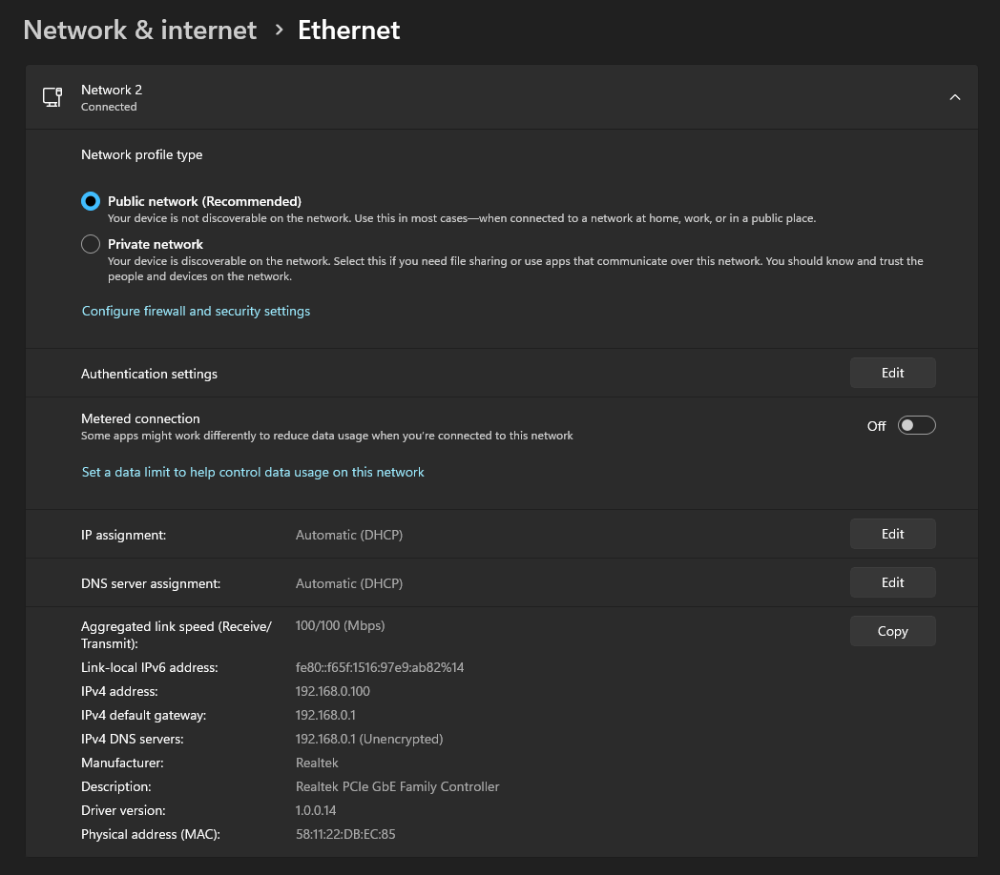 Network & internet › Ethernet
Network 2
Connected
Network profile type
Public network (Recommended)
Your device is not discoverable on the network. Use this in most cases—when connected to a network at home, work, or in a public place.
Private network
Your device is discoverable on the network. Select this if you need file sharing or use apps that communicate over this network. You should know and trust the
people and devices on the network.
Configure firewall and security settings
Authentication settings Edit
Metered connection
Some apps might work differently to reduce data usage when you're connected to this network
Off
Set a data limit to help control data usage on this network
IP assignment: Automatic (DHCP) Edit
DNS server assignment: Automatic (DHCP) Edit
Aggregated link speed (Receive/ 100/100 (Mbps) Copy
Transmit):
Link-local IPv6 address: fe80::f65f:1516:97e9:ab82%14
IPv4 address: 192.168.0.100
IPv4 default gateway: 192.168.0.1
IPv4 DNS servers: 192.168.0.1 (Unencrypted)
Manufacturer: Realtek
Description: Realtek PCIe GbE Family Controller
Driver version: 1.0.0.14
Physical address (MAC): 58:11:22:DB:EC:85